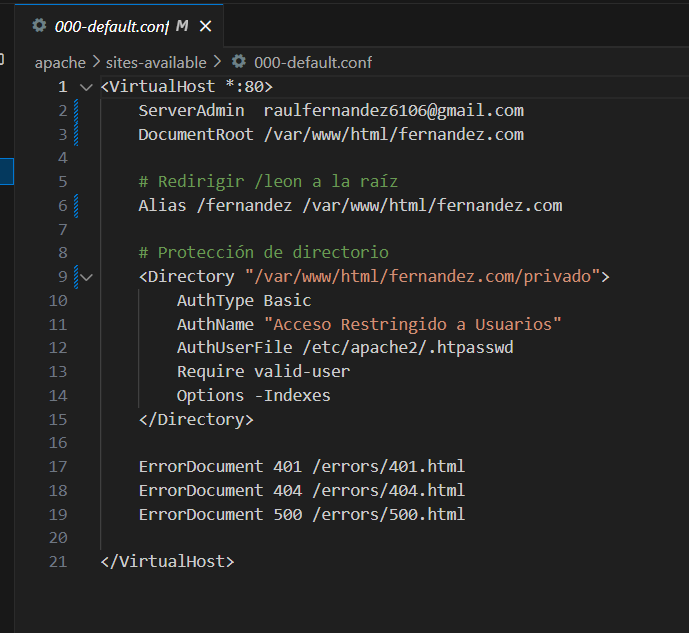 000-default.conf M
apache > sites-available > 000-default.conf
1 <VirtualHost *:80>
2     ServerAdmin  raulfernandez6106@gmail.com
3     DocumentRoot /var/www/html/fernandez.com
4
5     # Redirigir /leon a la raíz
6     Alias /fernandez /var/www/html/fernandez.com
7
8     # Protección de directorio
9     <Directory "/var/www/html/fernandez.com/privado">
10         AuthType Basic
11         AuthName "Acceso Restringido a Usuarios"
12         AuthUserFile /etc/apache2/.htpasswd
13         Require valid-user
14         Options -Indexes
15     </Directory>
16
17     ErrorDocument 401 /errors/401.html
18     ErrorDocument 404 /errors/404.html
19     ErrorDocument 500 /errors/500.html
20
21 </VirtualHost>